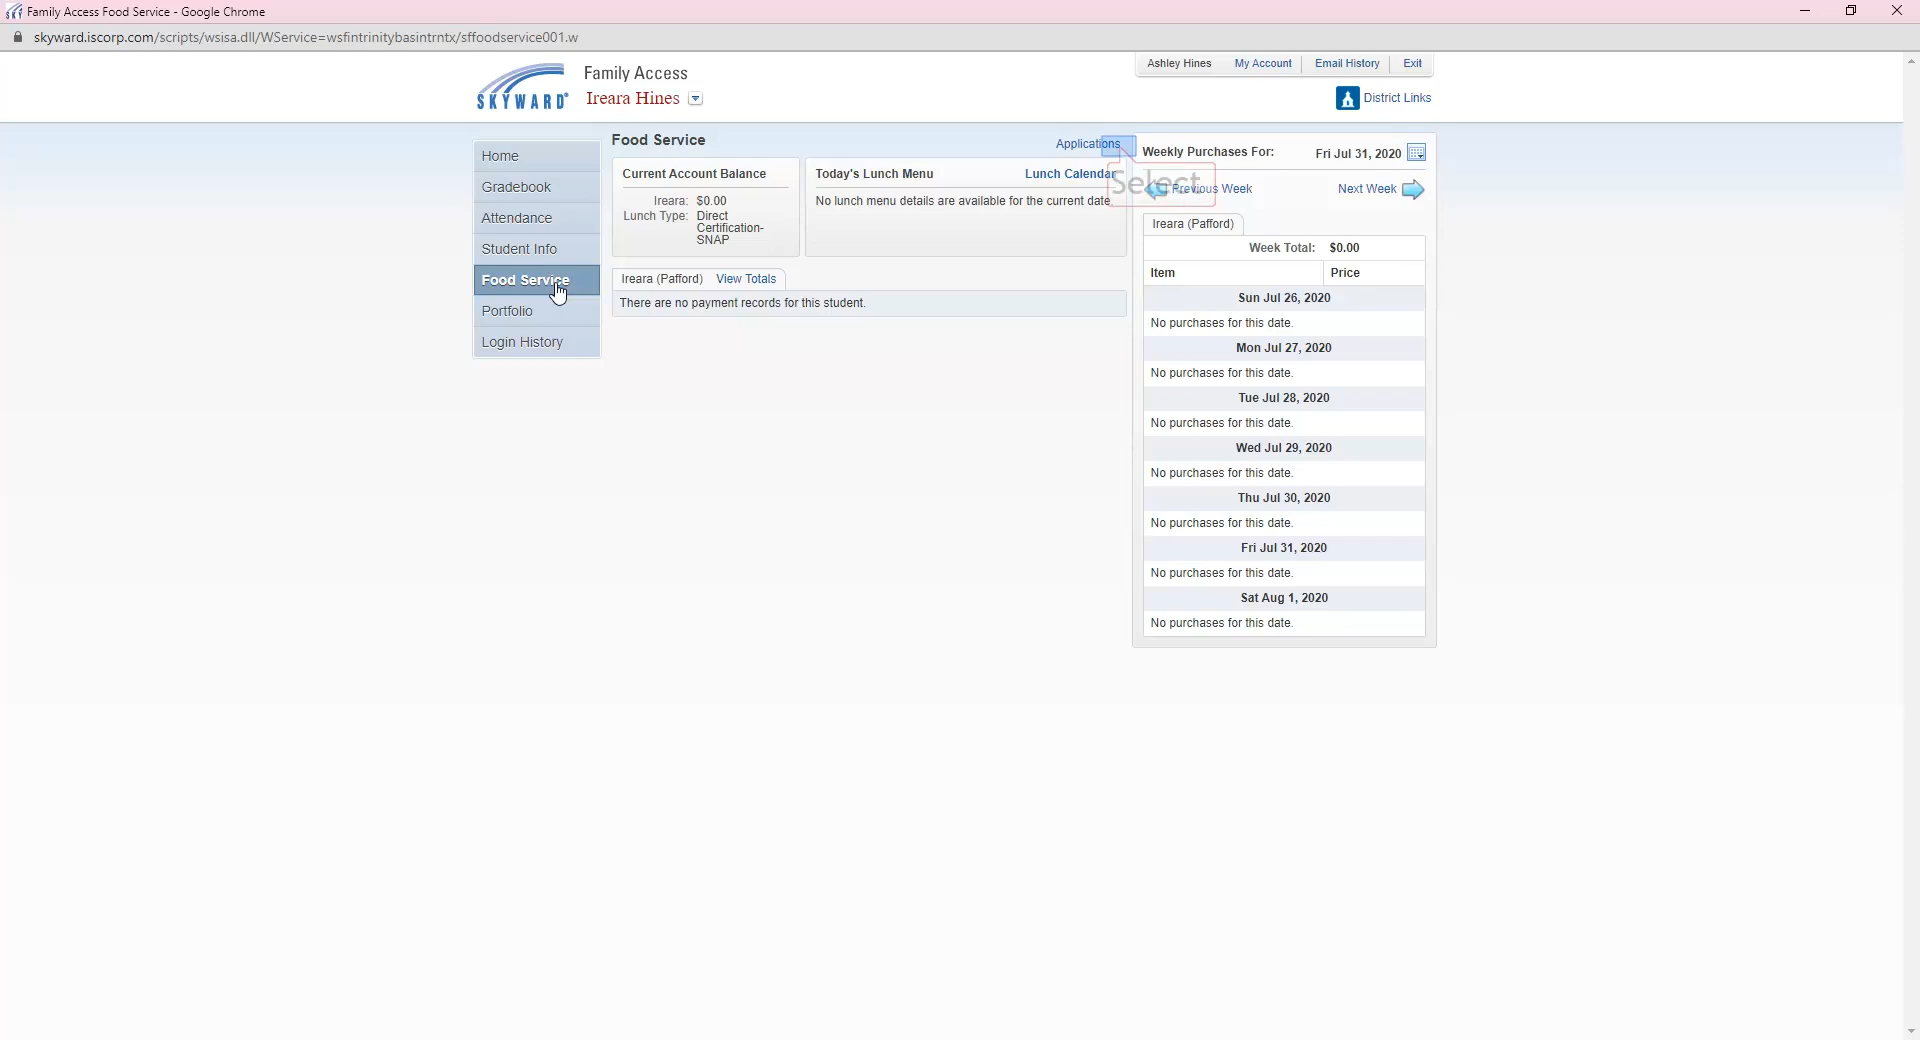 Family Access Food Service - Google Chrome
skyward.iscorp.com/scripts/wsisa.dll/WService=wsfintrinitybasintrntx/sffoodservice001.w
SKYWARD
Family Access
Ireara Hines
Ashley Hines
My Account
Email History
Exit
District Links
Home
Gradebook
Attendance
Student Info
Food Service
Portfolio
Login History
Food Service
Applications
Current Account Balance
Ireara: $0.00
Lunch Type: Direct
Certification-
SNAP
Today's Lunch Menu
Lunch Calendar
No lunch menu details are available for the current date.
Ireara (Pafford)
View Totals
There are no payment records for this student.
Select
Weekly Purchases For:
Fri Jul 31, 2020
Previous Week
Next Week
Ireara (Pafford)
Week Total: $0.00
Item
Price
Sun Jul 26, 2020
No purchases for this date.
Mon Jul 27, 2020
No purchases for this date.
Tue Jul 28, 2020
No purchases for this date.
Wed Jul 29, 2020
No purchases for this date.
Thu Jul 30, 2020
No purchases for this date.
Fri Jul 31, 2020
No purchases for this date.
Sat Aug 1, 2020
No purchases for this date.